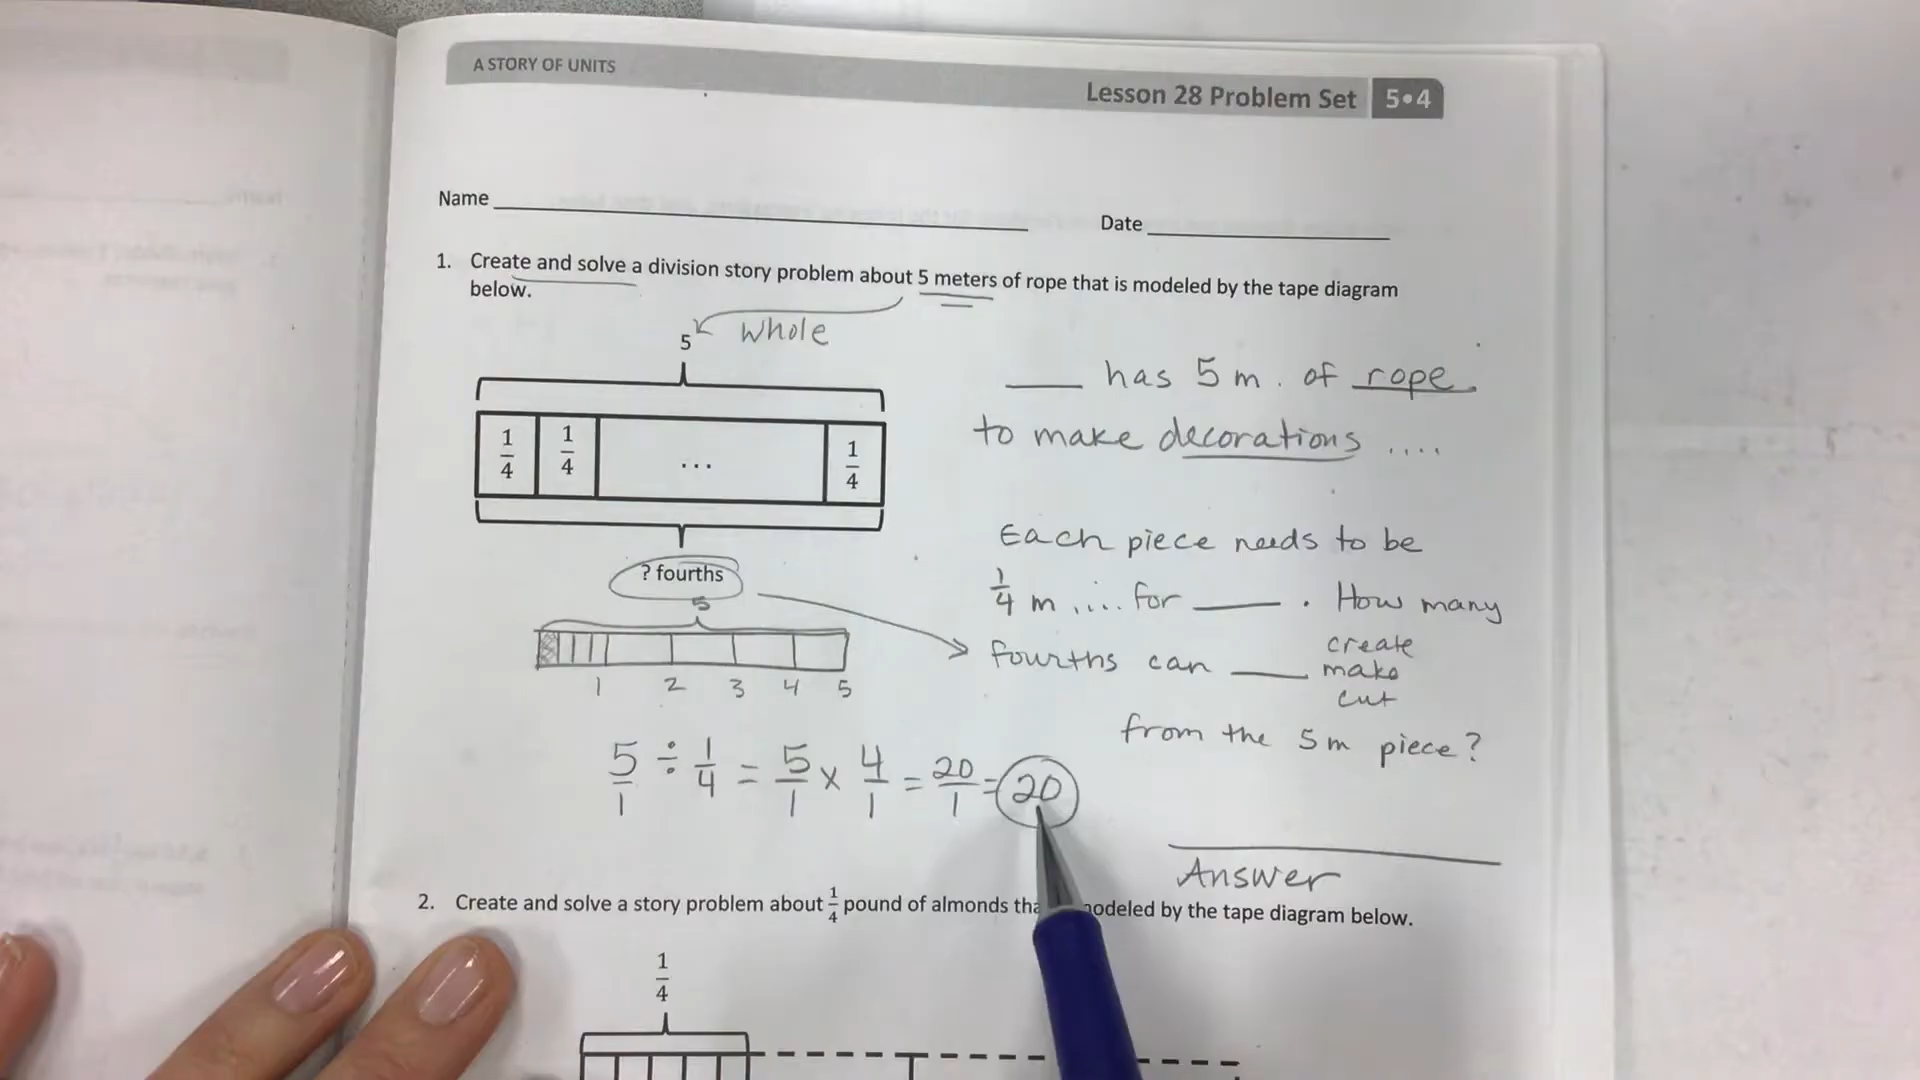 A STORY OF UNITS
Lesson 28 Problem Set 5•4
Name
Date
1. Create and solve a division story problem about 5 meters of rope that is modeled by the tape diagram
below.
5 whole
1/4 1/4 ... 1/4
? fourths
5
1 2 3 4 5
5/1 ÷ 1/4 = 5/1 × 4/1 = 20/1 = 20
___ has 5 m. of rope
to make decorations ....
Each piece needs to be
1/4 m .... for ___. How many
fourths can ___ create
make
cut
from the 5m piece?
Answer
2. Create and solve a story problem about 1/4 pound of almonds modeled by the tape diagram below.
1/4